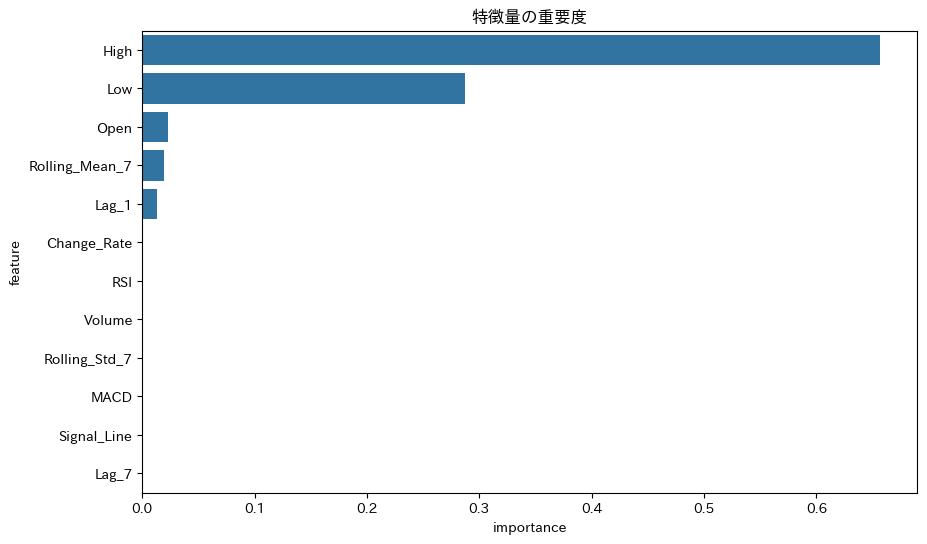 特徴量の重要度
High
Low
Open
Rolling_Mean_7
Lag_1
Change_Rate
RSI
Volume
Rolling_Std_7
MACD
Signal_Line
Lag_7
feature
0.0 0.1 0.2 0.3 0.4 0.5 0.6
importance